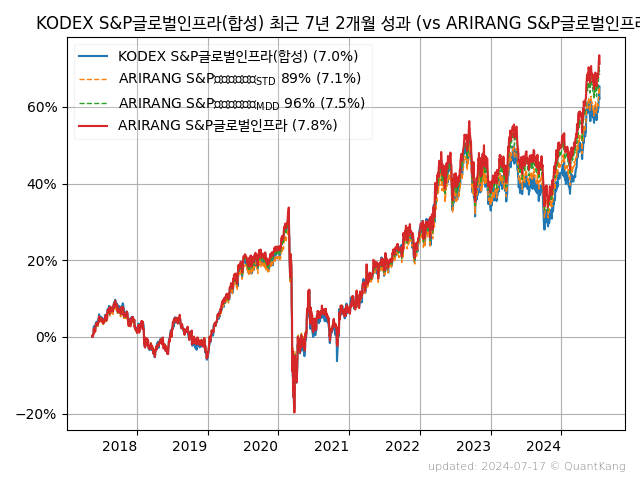 KODEX S&P글로벌인프라(합성) 최근 7년 2개월 성과 (vs ARIRANG S&P글로벌인프라
KODEX S&P글로벌인프라(합성) (7.0%)
ARIRANG S&P□□□□□□□STD 89% (7.1%)
ARIRANG S&P□□□□□□□MDD 96% (7.5%)
ARIRANG S&P글로벌인프라 (7.8%)
60%
40%
20%
0%
−20%
2018 2019 2020 2021 2022 2023 2024
updated: 2024-07-17 © QuantKang